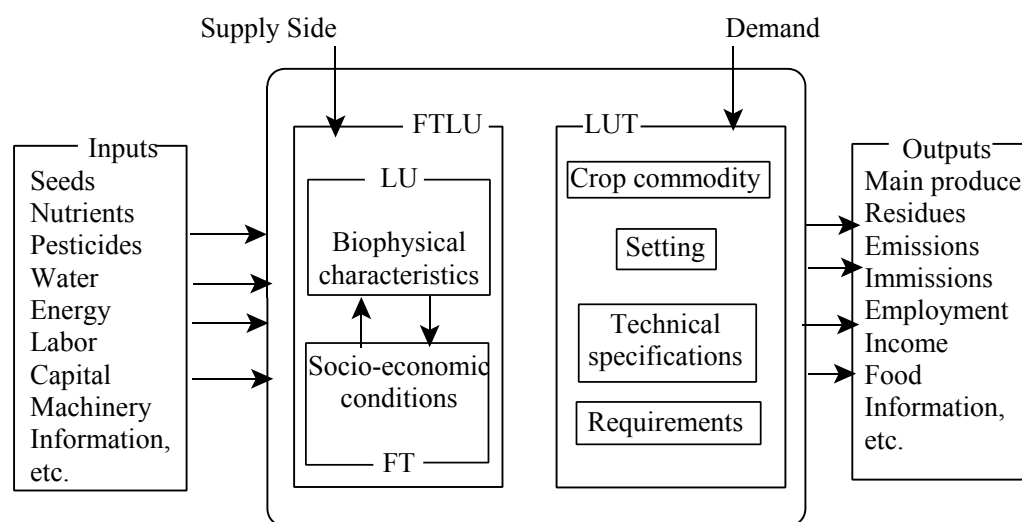 Supply Side
Demand
Inputs
Seeds
Nutrients
Pesticides
Water
Energy
Labor
Capital
Machinery
Information,
etc.
FTLU
LU
Biophysical
characteristics
Socio-economic
conditions
FT
LUT
Crop commodity
Setting
Technical
specifications
Requirements
Outputs
Main produce
Residues
Emissions
Immissions
Employment
Income
Food
Information,
etc.